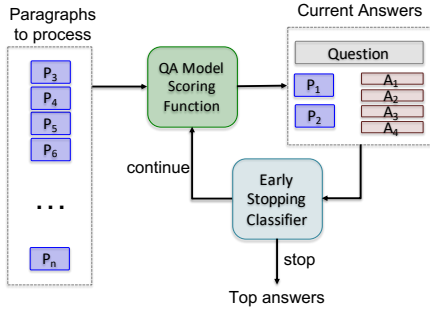 Paragraphs
to process
P3
P4
P5
P6
...
Pn
QA Model
Scoring
Function
Current Answers
Question
P1
P2
A1
A2
A3
A4
continue
Early
Stopping
Classifier
stop
Top answers